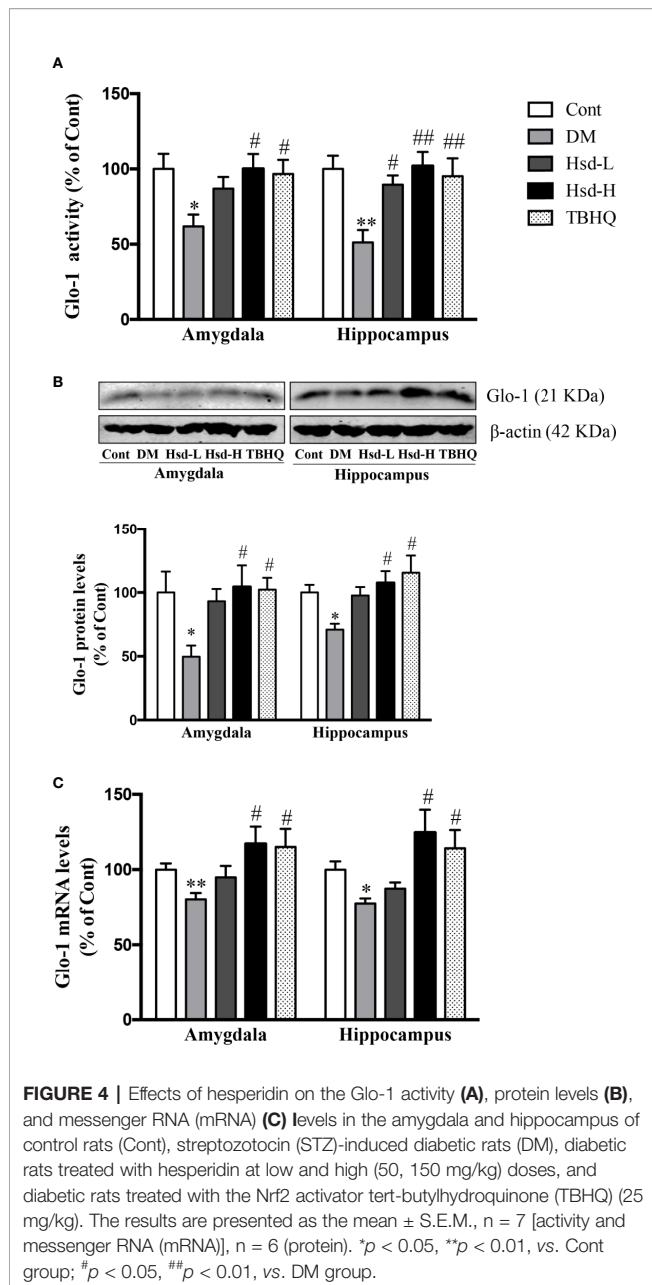 A
150
100
50
0
Glo-1 activity (% of Cont)
*
#
#
**
#
##
##
Amygdala
Hippocampus
Cont
DM
Hsd-L
Hsd-H
TBHQ
B
Glo-1 (21 KDa)
β-actin (42 KDa)
Cont DM Hsd-L Hsd-H TBHQ
Cont DM Hsd-L Hsd-H TBHQ
Amygdala
Hippocampus
150
100
50
0
Glo-1 protein levels
(% of Cont)
*
#
#
*
#
#
Amygdala
Hippocampus
C
150
100
50
0
Glo-1 mRNA levels
(% of Cont)
**
#
#
*
#
#
Amygdala
Hippocampus
FIGURE 4 | Effects of hesperidin on the Glo-1 activity (A), protein levels (B),
and messenger RNA (mRNA) (C) levels in the amygdala and hippocampus of
control rats (Cont), streptozotocin (STZ)-induced diabetic rats (DM), diabetic
rats treated with hesperidin at low and high (50, 150 mg/kg) doses, and
diabetic rats treated with the Nrf2 activator tert-butylhydroquinone (TBHQ) (25
mg/kg). The results are presented as the mean ± S.E.M., n = 7 [activity and
messenger RNA (mRNA)], n = 6 (protein). *p < 0.05, **p < 0.01, vs. Cont
group; #p < 0.05, ##p < 0.01, vs. DM group.